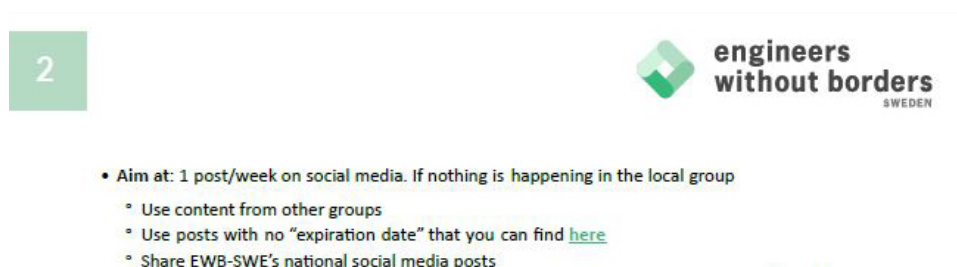 2
engineers
without borders
SWEDEN
• Aim at: 1 post/week on social media. If nothing is happening in the local group
° Use content from other groups
° Use posts with no “expiration date” that you can find here
° Share EWB-SWE’s national social media posts